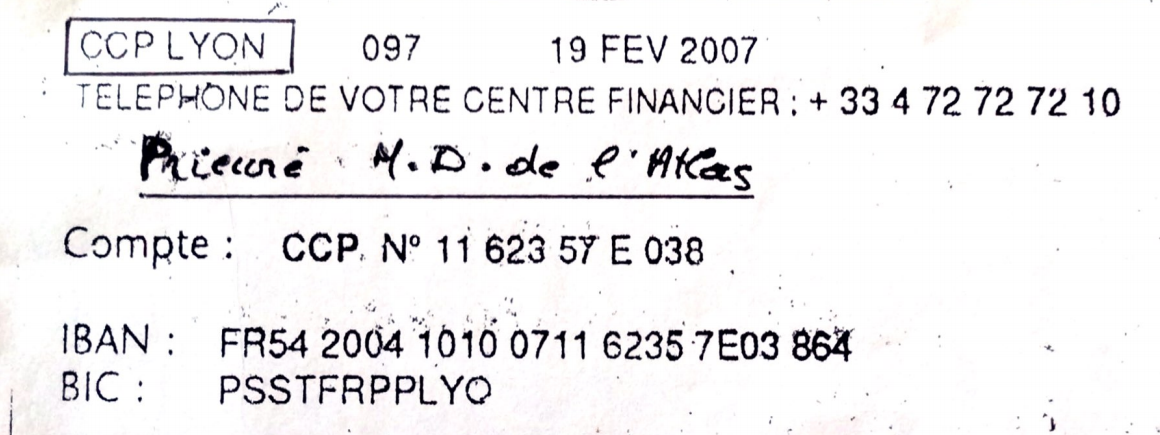 CCP LYON 097 19 FEV 2007
TELEPHONE DE VOTRE CENTRE FINANCIER : + 33 4 72 72 72 10
Prieuré N.D. de l'Atlas
Compte : CCP. N° 11 623 57 E 038
IBAN : FR54 2004 1010 0711 6235 7E03 864
BIC : PSSTFRPPLYO